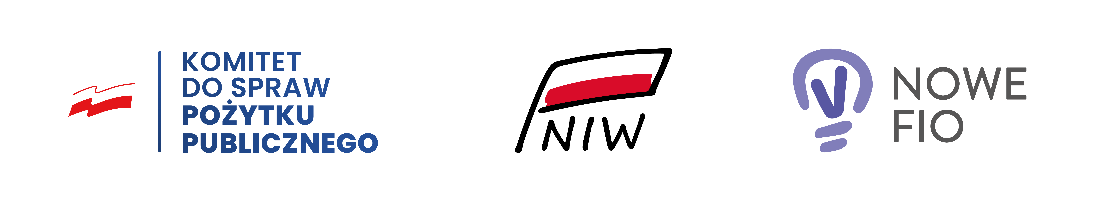 KOMITET
DO SPRAW
POŻYTKU
PUBLICZNEGO
NIW
NOWE
FIO